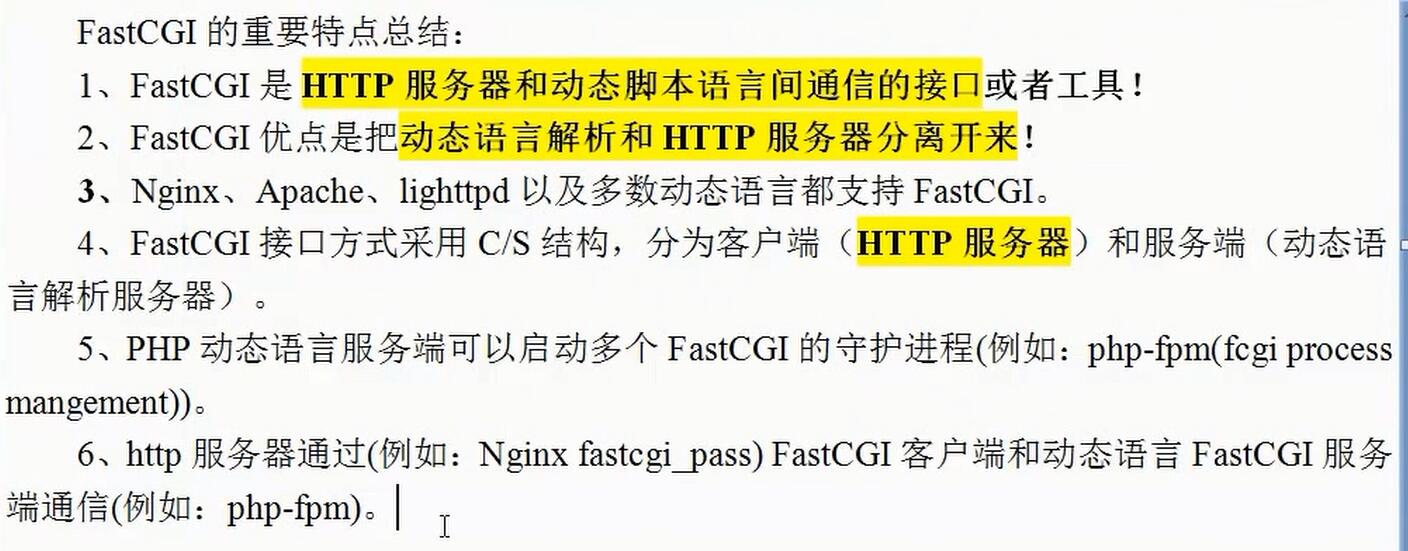 FastCGI 的重要特点总结：
1、FastCGI 是 HTTP 服务器和动态脚本语言间通信的接口或者工具！
2、FastCGI 优点是把动态语言解析和 HTTP 服务器分离开来！
3、Nginx、Apache、lighttpd 以及多数动态语言都支持 FastCGI。
4、FastCGI 接口方式采用 C/S 结构，分为客户端（HTTP 服务器）和服务端（动态语
言解析服务器）。
5、PHP 动态语言服务端可以启动多个 FastCGI 的守护进程(例如：php-fpm(fcgi process
mangement))。
6、http 服务器通过(例如：Nginx fastcgi_pass) FastCGI 客户端和动态语言 FastCGI 服务
端通信(例如：php-fpm)。